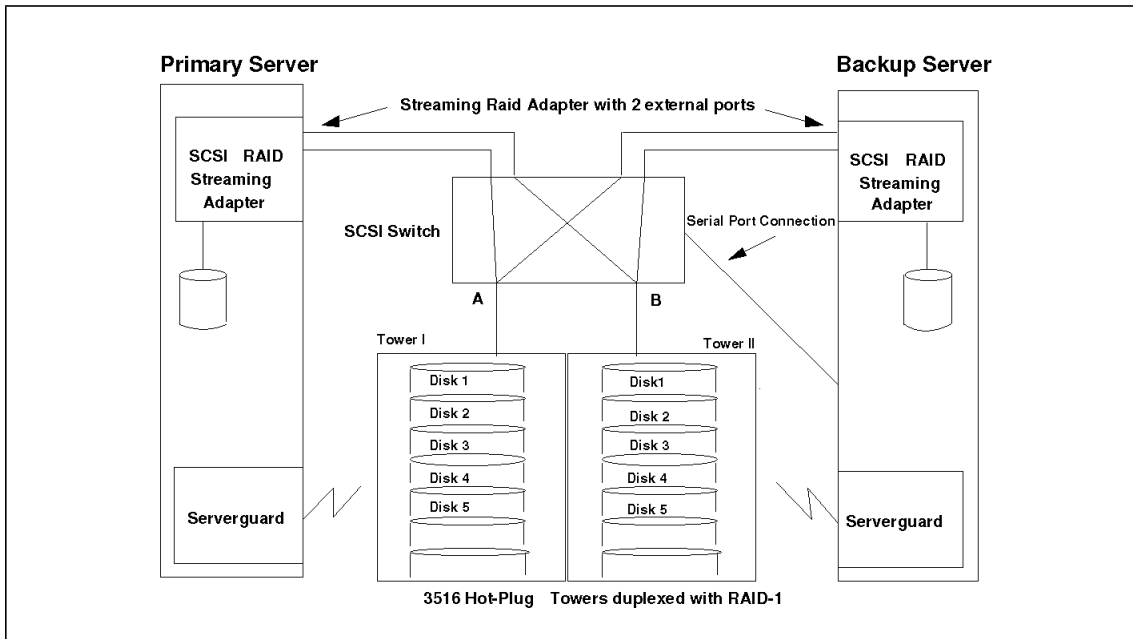 Primary Server
Backup Server
Streaming Raid Adapter with 2 external ports
SCSI RAID
Streaming
Adapter
SCSI RAID
Streaming
Adapter
SCSI Switch
Serial Port Connection
A
B
Tower I
Tower II
Disk 1
Disk 2
Disk 3
Disk 4
Disk 5
Disk1
Disk 2
Disk 3
Disk 4
Disk 5
Serverguard
Serverguard
3516 Hot-Plug Towers duplexed with RAID-1